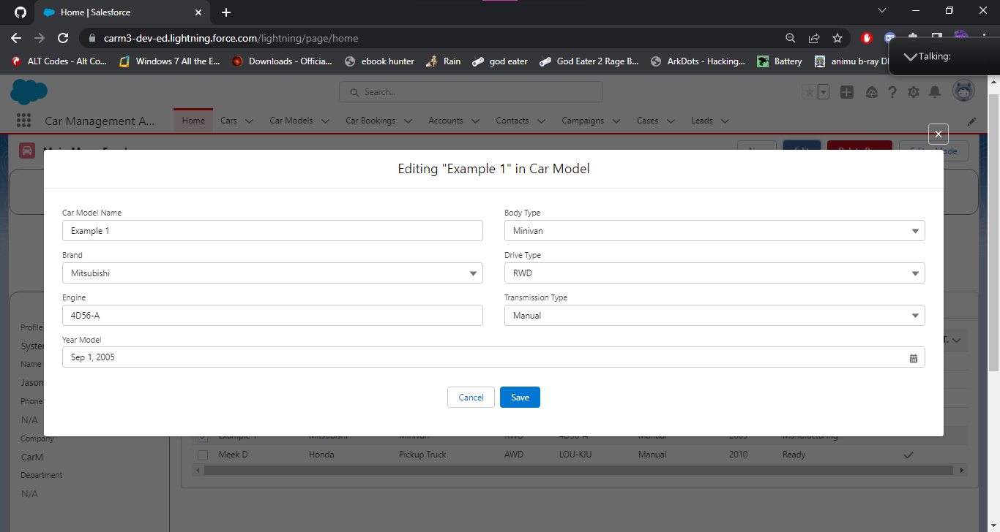 Home | Salesforce
carm3-dev-ed.lightning.force.com/lightning/page/home
ALT Codes - Alt Co... Windows 7 All the E... Downloads - Officia... ebook hunter Rain god eater God Eater 2 Rage B... ArkDots - Hacking... Battery animu b-ray
Talking:
Search...
Car Management A... Home Cars Car Models Car Bookings Accounts Contacts Campaigns Cases Leads
Editing "Example 1" in Car Model
Car Model Name
Example 1
Body Type
Minivan
Brand
Mitsubishi
Drive Type
RWD
Engine
4D56-A
Transmission Type
Manual
Year Model
Sep 1, 2005
Cancel Save
Profile
Name
Jason
Phone
N/A
Company
CarM
Department
N/A
Example 1 Mitsubishi Minivan RWD 4D56-A Manual 2005 Manufacturing
Meek D Honda Pickup Truck AWD LOU-KIU Manual 2010 Ready